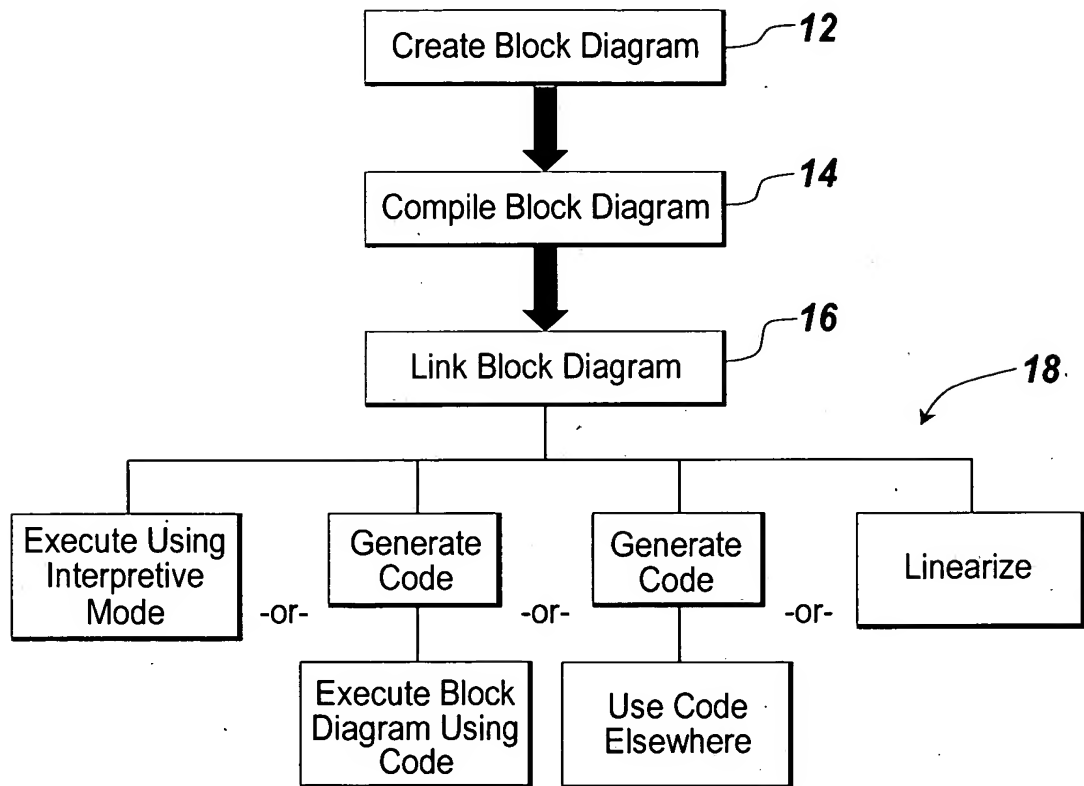 Create Block Diagram
12
Compile Block Diagram
14
Link Block Diagram
16
18
Execute Using
Interpretive
Mode
-or-
Generate
Code
-or-
Generate
Code
-or-
Linearize
Execute Block
Diagram Using
Code
Use Code
Elsewhere